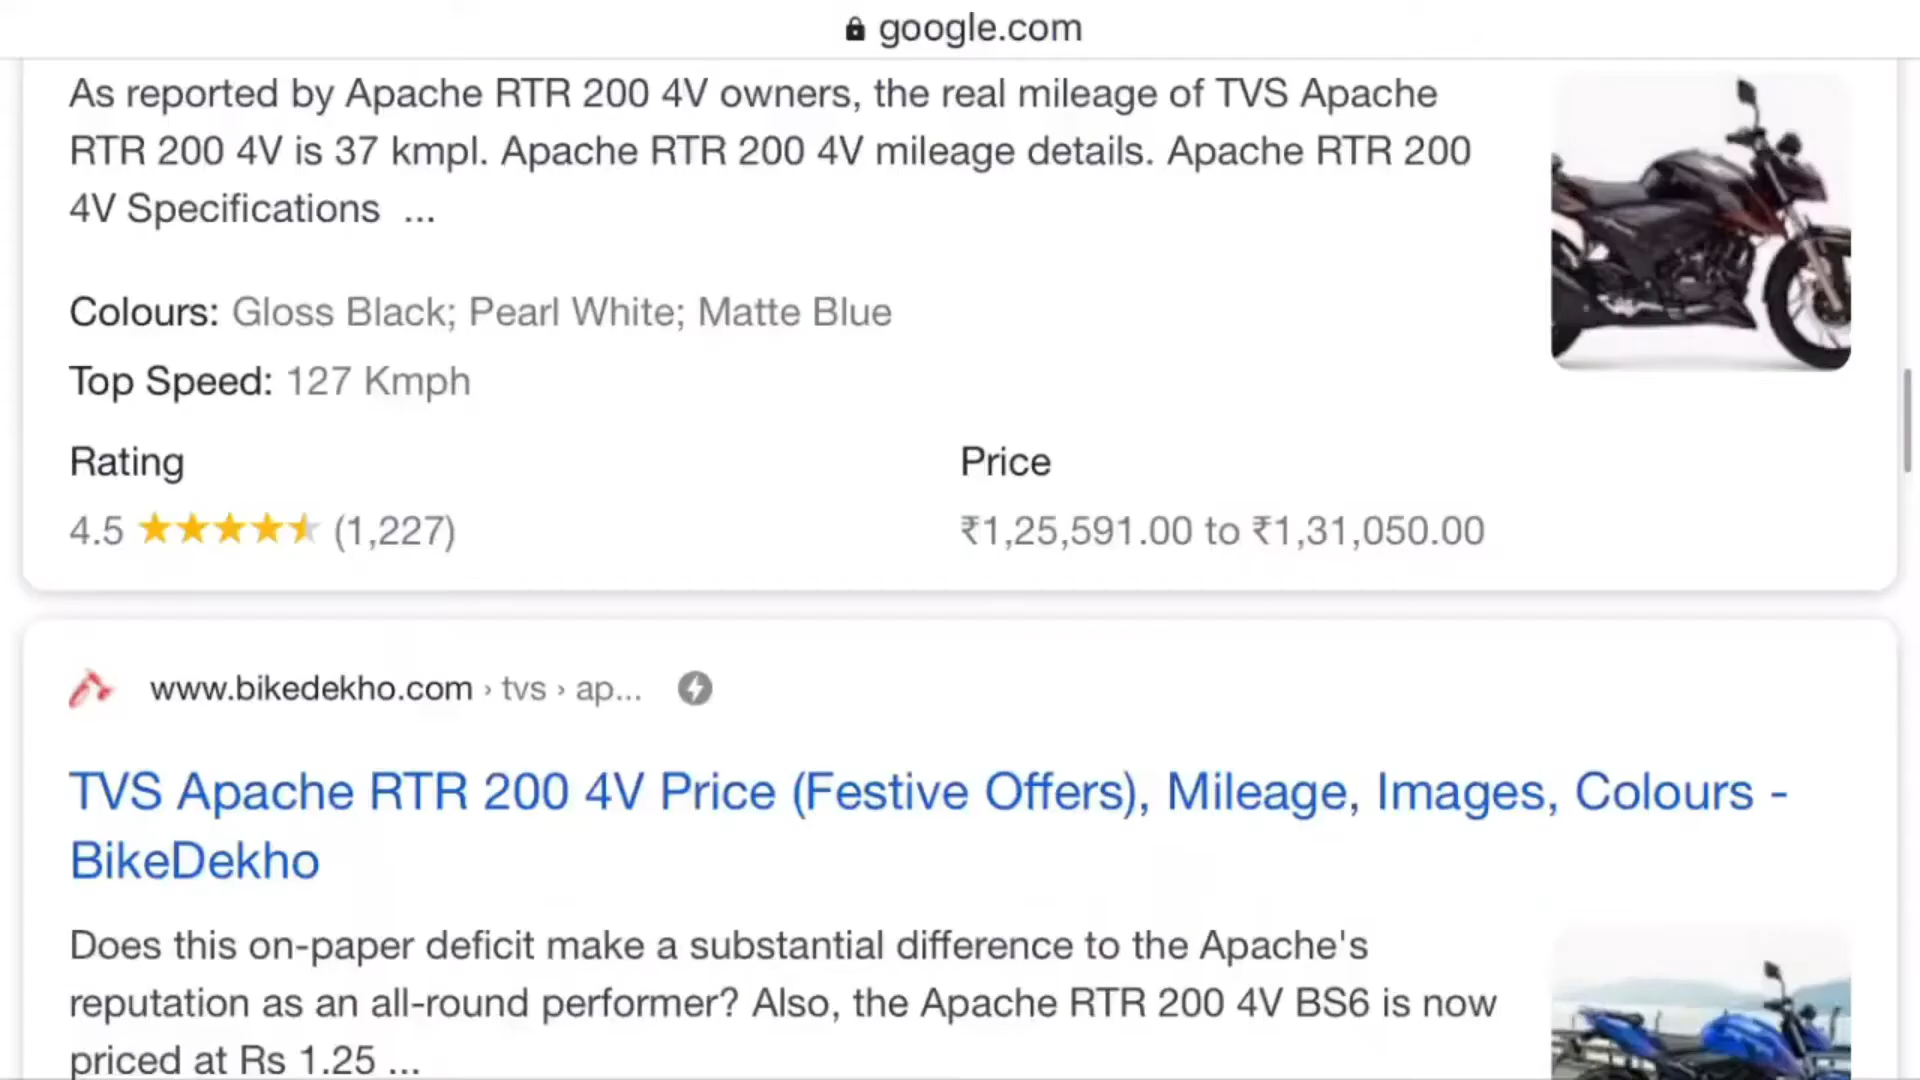 google.com
As reported by Apache RTR 200 4V owners, the real mileage of TVS Apache
RTR 200 4V is 37 kmpl. Apache RTR 200 4V mileage details. Apache RTR 200
4V Specifications ...
Colours: Gloss Black; Pearl White; Matte Blue
Top Speed: 127 Kmph
Rating
Price
4.5 (1,227)
₹1,25,591.00 to ₹1,31,050.00
www.bikedekho.com › tvs › ap...
TVS Apache RTR 200 4V Price (Festive Offers), Mileage, Images, Colours -
BikeDekho
Does this on-paper deficit make a substantial difference to the Apache's
reputation as an all-round performer? Also, the Apache RTR 200 4V BS6 is now
priced at Rs 1.25 ...